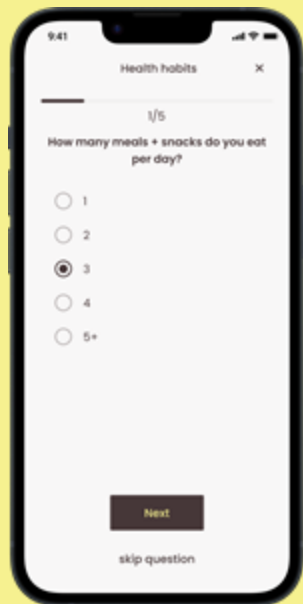 9:41
Health habits ×
1/5
How many meals + snacks do you eat
per day?
1
2
3
4
5+
Next
skip question